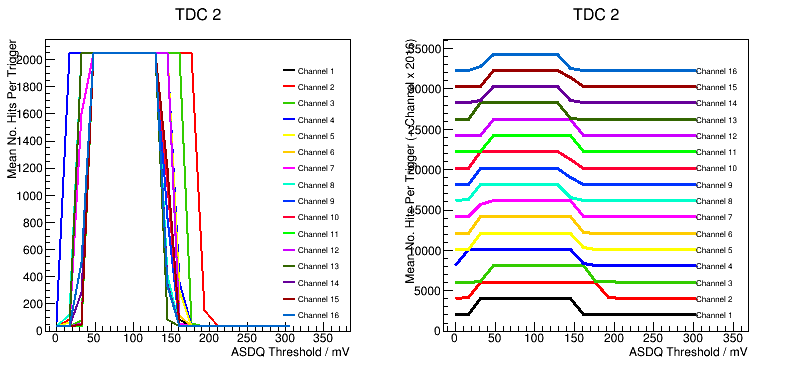 TDC 2
Mean No. Hits Per Trigger
2000
1800
1600
1400
1200
1000
800
600
400
200
0
Channel 1
Channel 2
Channel 3
Channel 4
Channel 5
Channel 6
Channel 7
Channel 8
Channel 9
Channel 10
Channel 11
Channel 12
Channel 13
Channel 14
Channel 15
Channel 16
0 50 100 150 200 250 300 350
ASDQ Threshold / mV
TDC 2
Mean No. Hits Per Trigger (+ Channel x 2016)
35000
30000
25000
20000
15000
10000
5000
0
Channel 16
Channel 15
Channel 14
Channel 13
Channel 12
Channel 11
Channel 10
Channel 9
Channel 8
Channel 7
Channel 6
Channel 5
Channel 4
Channel 3
Channel 2
Channel 1
0 50 100 150 200 250 300 350
ASDQ Threshold / mV